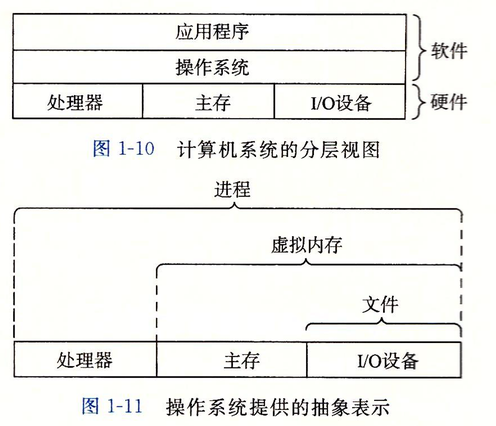 应用程序
操作系统
软件
处理器 主存 I/O设备
硬件
图 1-10 计算机系统的分层视图
进程
虚拟内存
文件
处理器 主存 I/O设备
图 1-11 操作系统提供的抽象表示